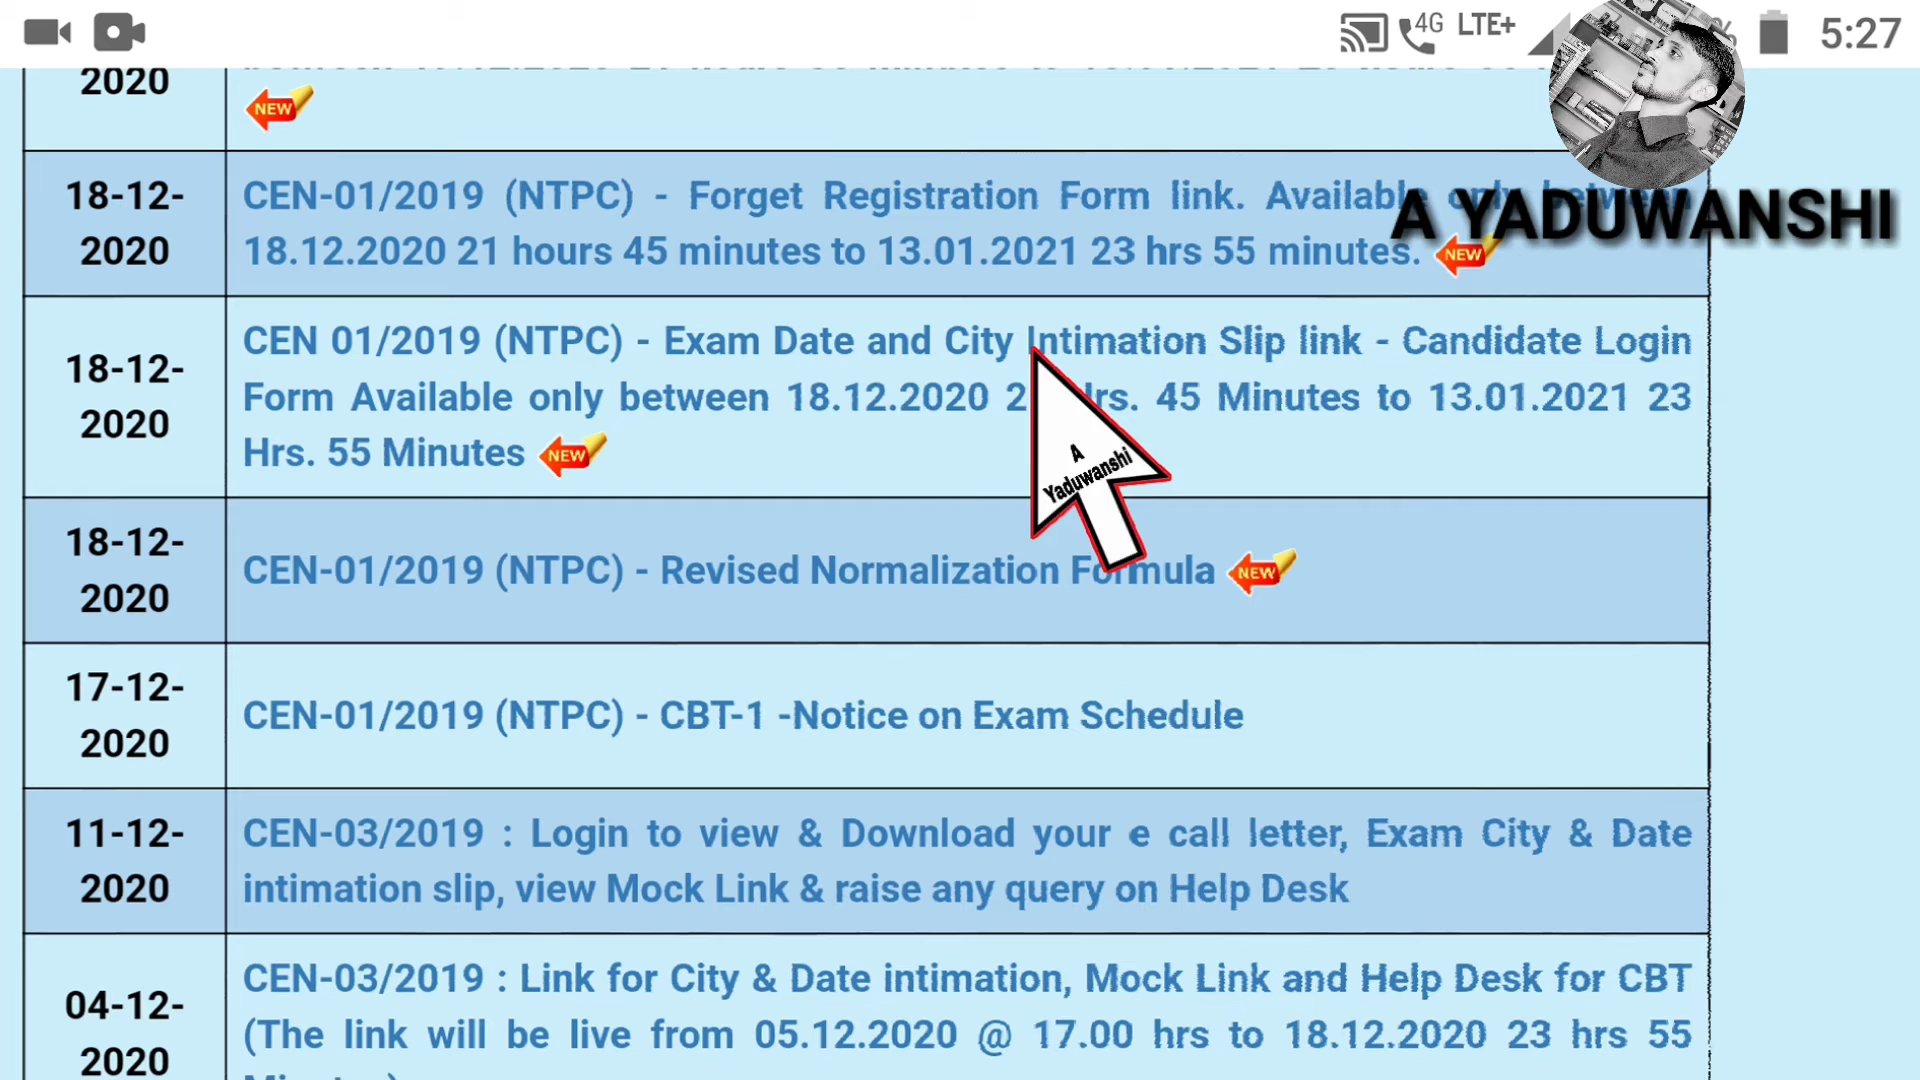 4G LTE+ % 5:27
2020
NEW
18-12-2020 CEN-01/2019 (NTPC) - Forget Registration Form link. Available only between
18.12.2020 21 hours 45 minutes to 13.01.2021 23 hrs 55 minutes. NEW
A YADUWANSHI
18-12-2020 CEN 01/2019 (NTPC) - Exam Date and City Intimation Slip link - Candidate Login
Form Available only between 18.12.2020 Hrs. 45 Minutes to 13.01.2021 23
Hrs. 55 Minutes NEW
A
Yaduwanshi
18-12-2020 CEN-01/2019 (NTPC) - Revised Normalization Formula NEW
17-12-2020 CEN-01/2019 (NTPC) - CBT-1 -Notice on Exam Schedule
11-12-2020 CEN-03/2019 : Login to view & Download your e call letter, Exam City & Date
intimation slip, view Mock Link & raise any query on Help Desk
04-12-2020 CEN-03/2019 : Link for City & Date intimation, Mock Link and Help Desk for CBT
(The link will be live from 05.12.2020 @ 17.00 hrs to 18.12.2020 23 hrs 55